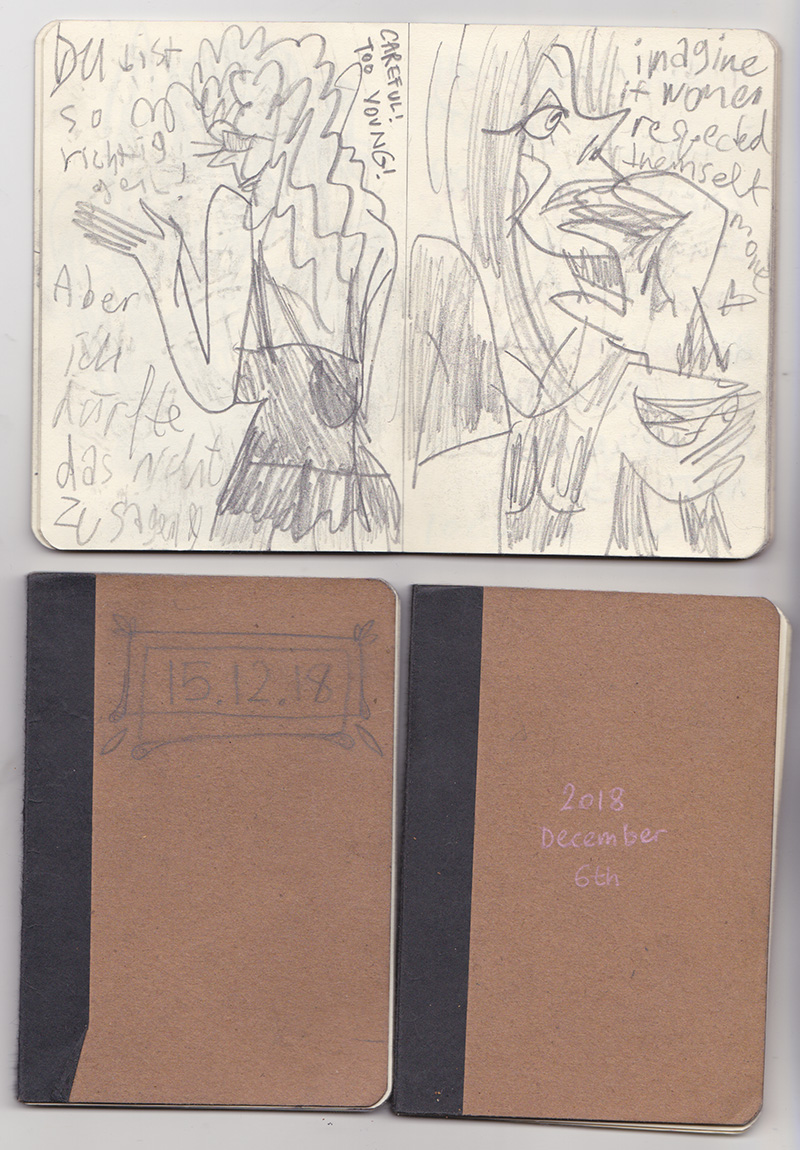 DU bist
so
richtig
geil!
Aber
ich
dürfte
das nicht
zu sagen
CAREFUL!
TOO YOUNG!
imagine
if women
respected
themself
more
15.12.18
2018
December
6th